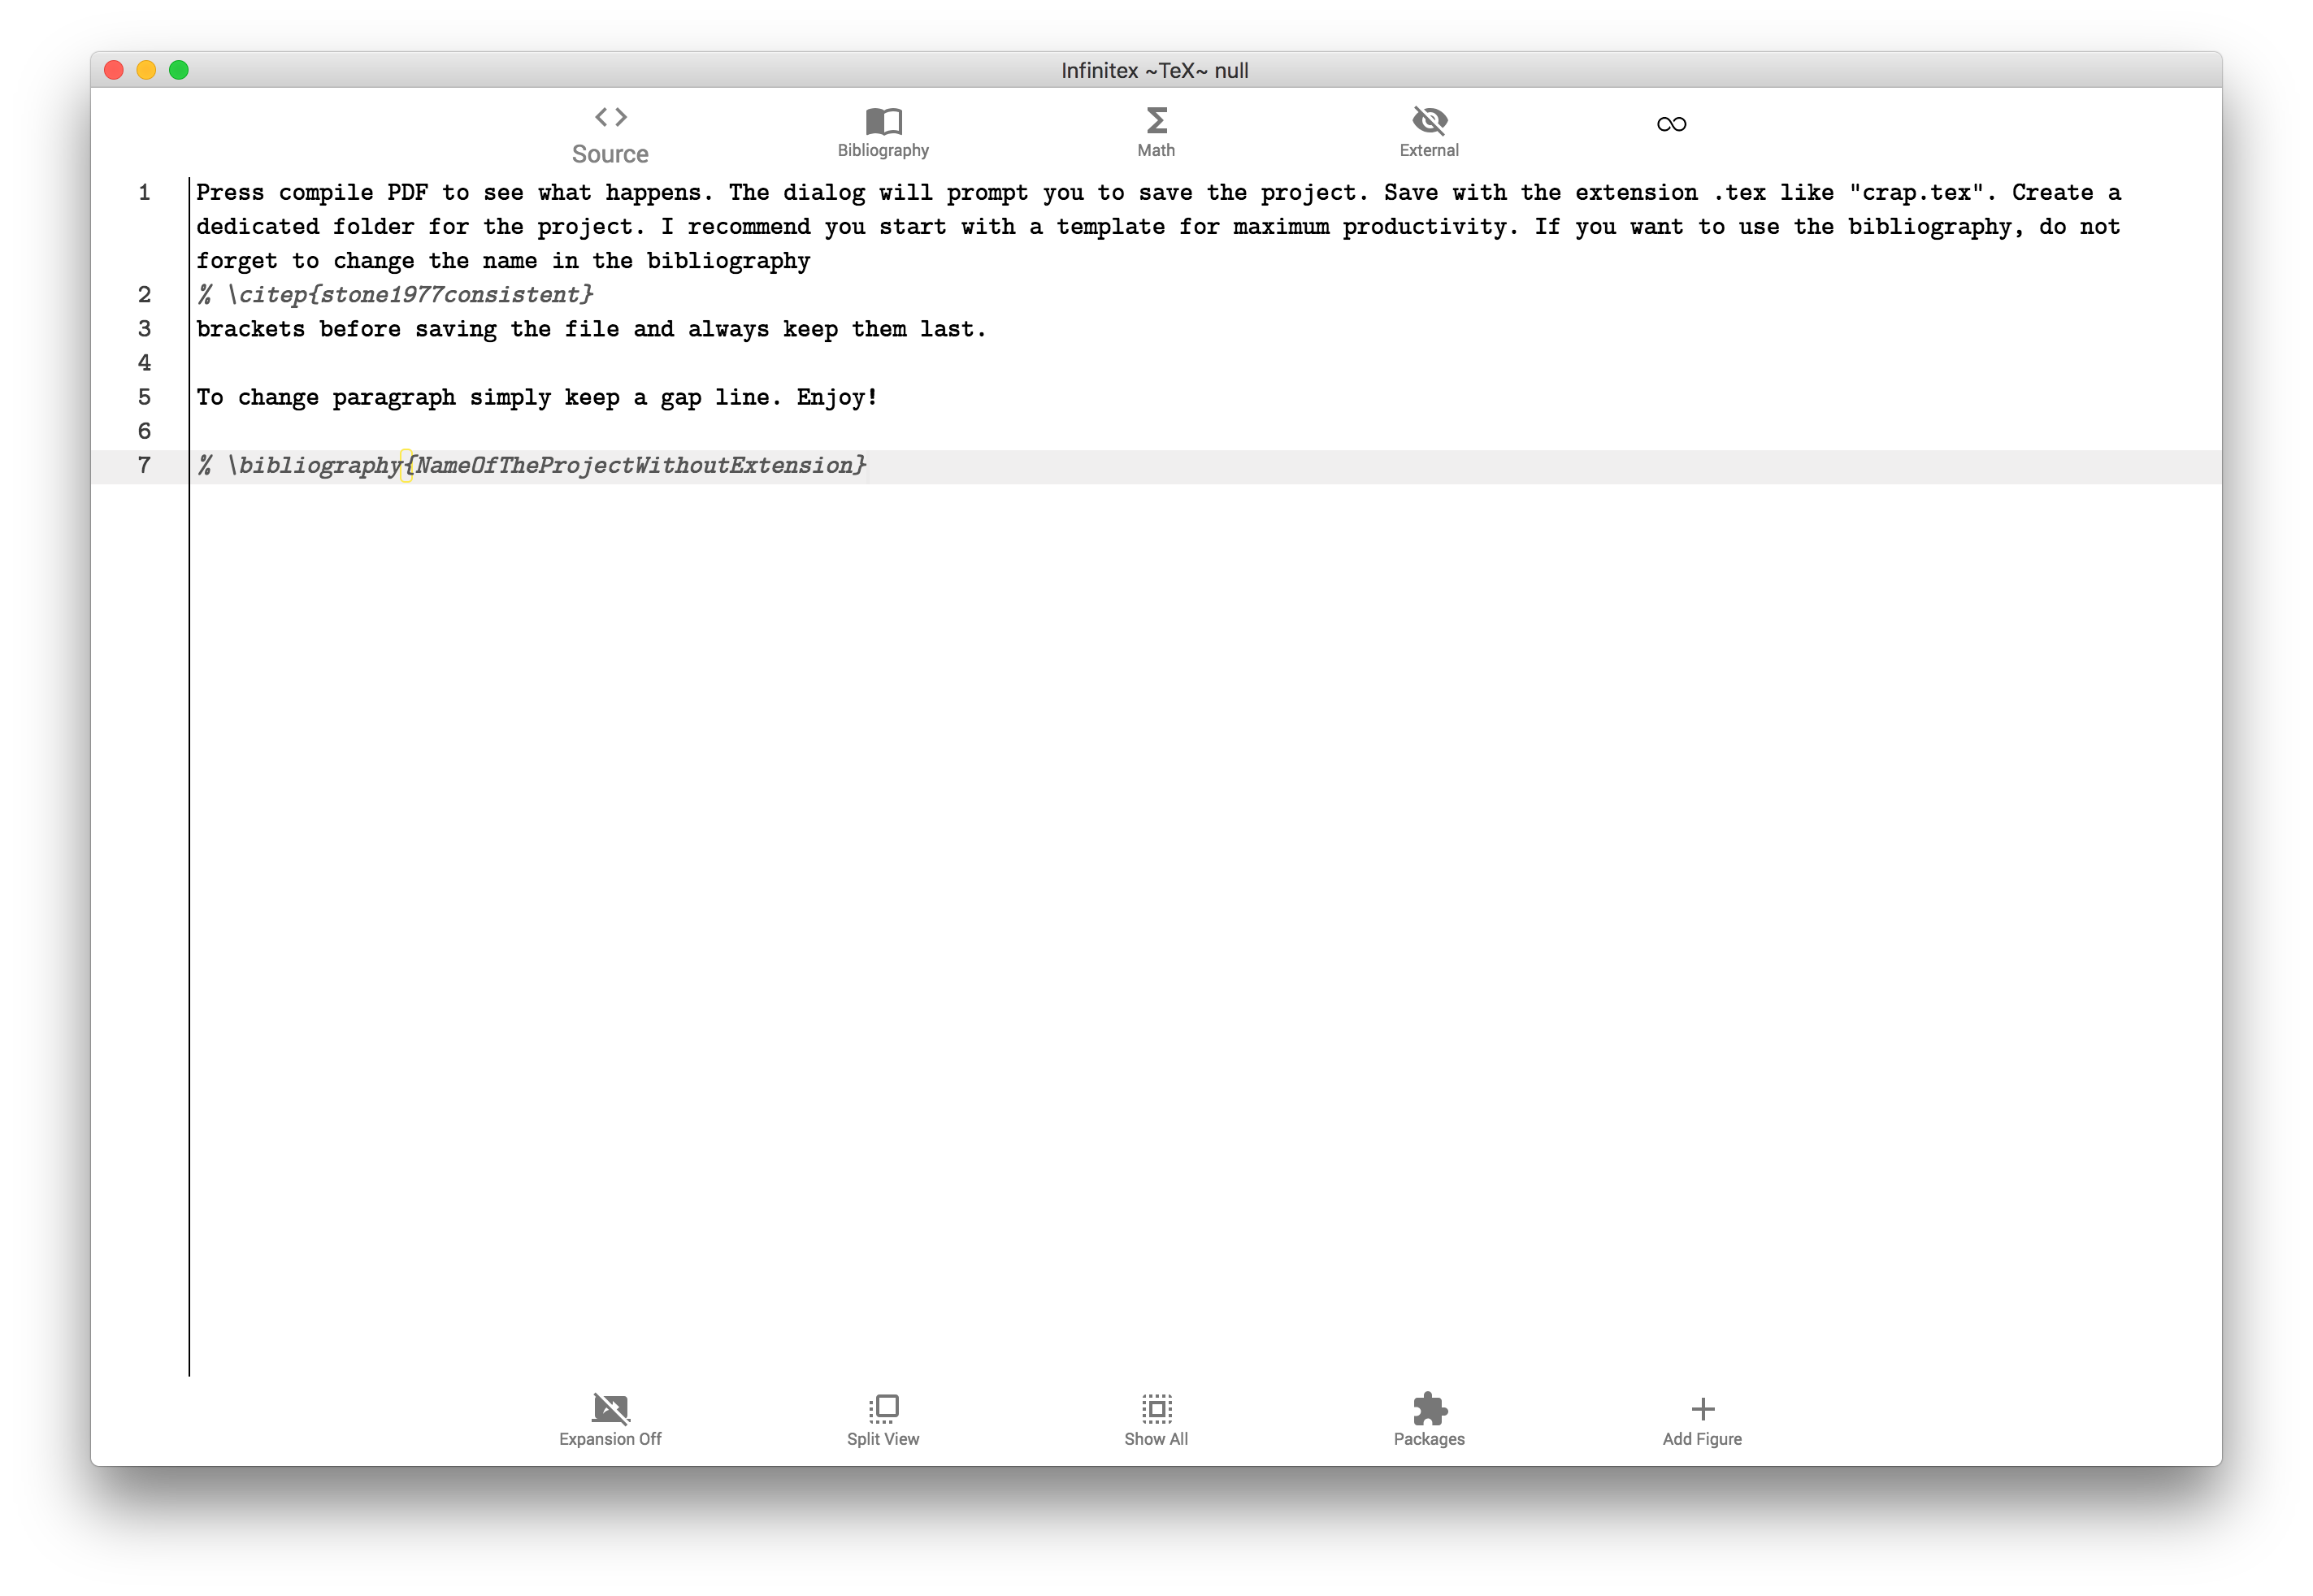 Infinitex ~TeX~ null
Source
Bibliography
Math
External
1 Press compile PDF to see what happens. The dialog will prompt you to save the project. Save with the extension .tex like "crap.tex". Create a
dedicated folder for the project. I recommend you start with a template for maximum productivity. If you want to use the bibliography, do not
forget to change the name in the bibliography
2 % \citep{stone1977consistent}
3 brackets before saving the file and always keep them last.
4
5 To change paragraph simply keep a gap line. Enjoy!
6
7 % \bibliography{NameOfTheProjectWithoutExtension}
Expansion Off
Split View
Show All
Packages
Add Figure